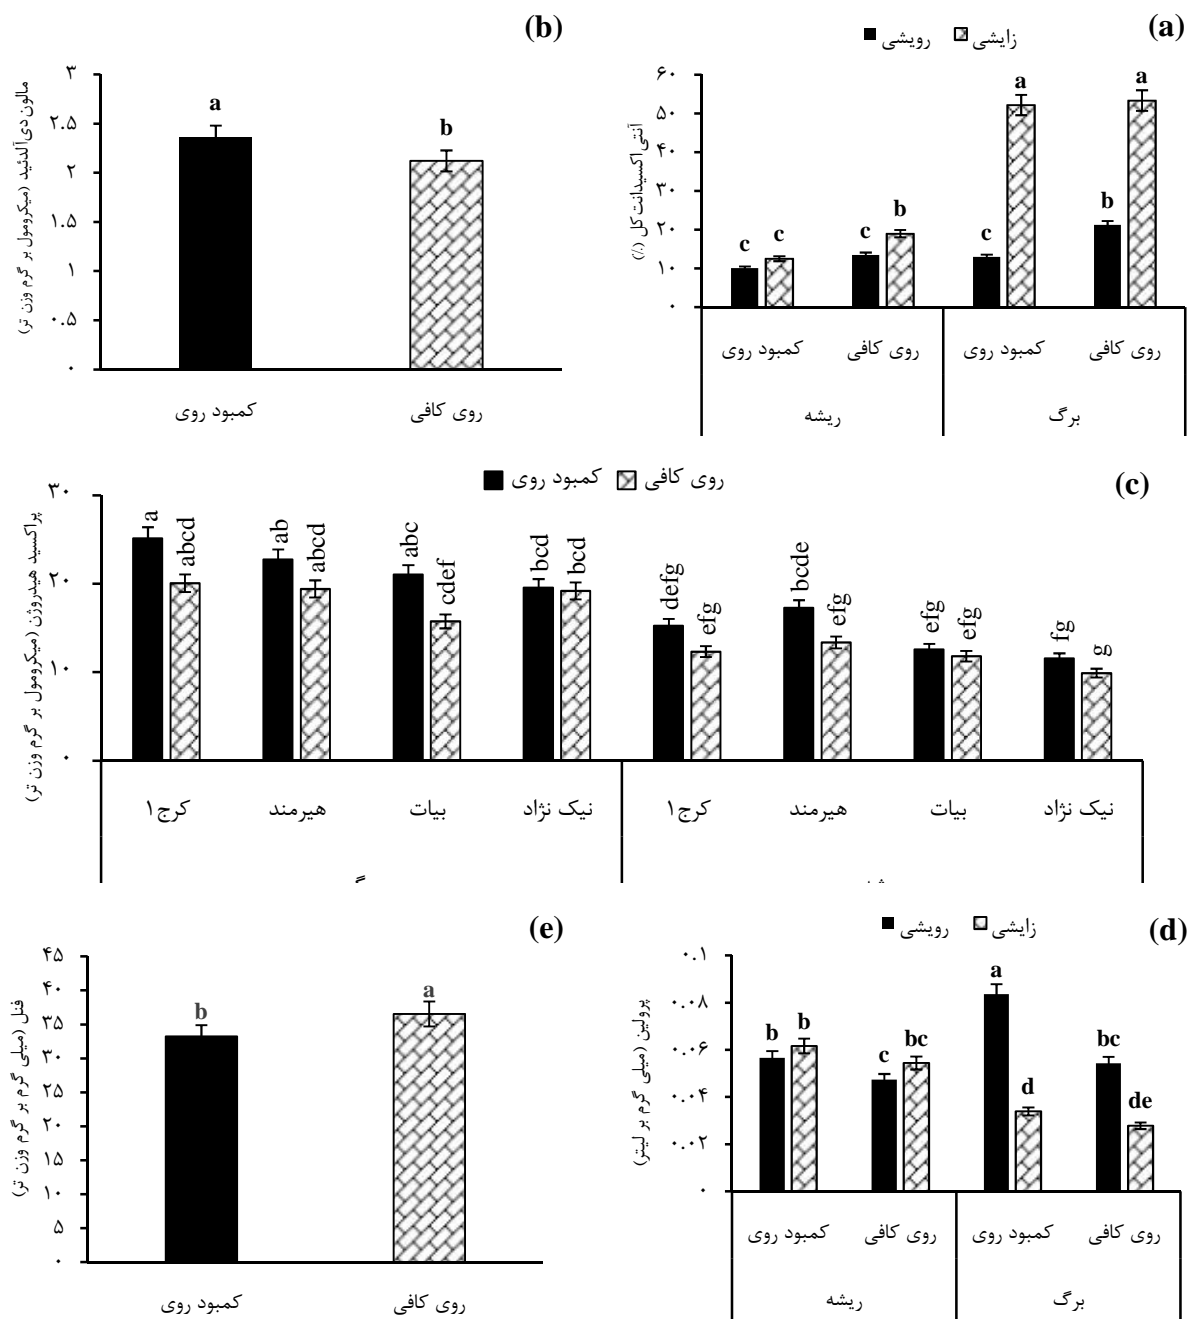 (a)
رویشی زایشی
آنتی اکسیدانت کل (٪)
۶۰
۵۰
۴۰
۳۰
۲۰
۱۰
۰
c c c b c a b a
کمبود روی روی کافی کمبود روی روی کافی
ریشه برگ
(b)
مالون دی‌آلدئید (میکرومول بر گرم وزن تر)
۳
۲.۵
۲
۱.۵
۱
۰.۵
۰
a b
کمبود روی روی کافی
(c)
کمبود روی روی کافی
پراکسید هیدروژن (میکرومول بر گرم وزن تر)
۳۰
۲۰
۱۰
۰
a abcd ab abcd abc cdef bcd bcd defg efg bcde efg efg efg fg g
کرج۱ هیرمند بیات نیک نژاد کرج۱ هیرمند بیات نیک نژاد
(d)
رویشی زایشی
پرولین (میلی گرم بر لیتر)
۰.۱
۰.۰۸
۰.۰۶
۰.۰۴
۰.۰۲
۰
b b c bc a d bc de
کمبود روی روی کافی کمبود روی روی کافی
ریشه برگ
(e)
فنل (میلی گرم بر گرم وزن تر)
۴۵
۴۰
۳۵
۳۰
۲۵
۲۰
۱۵
۱۰
۵
۰
b a
کمبود روی روی کافی